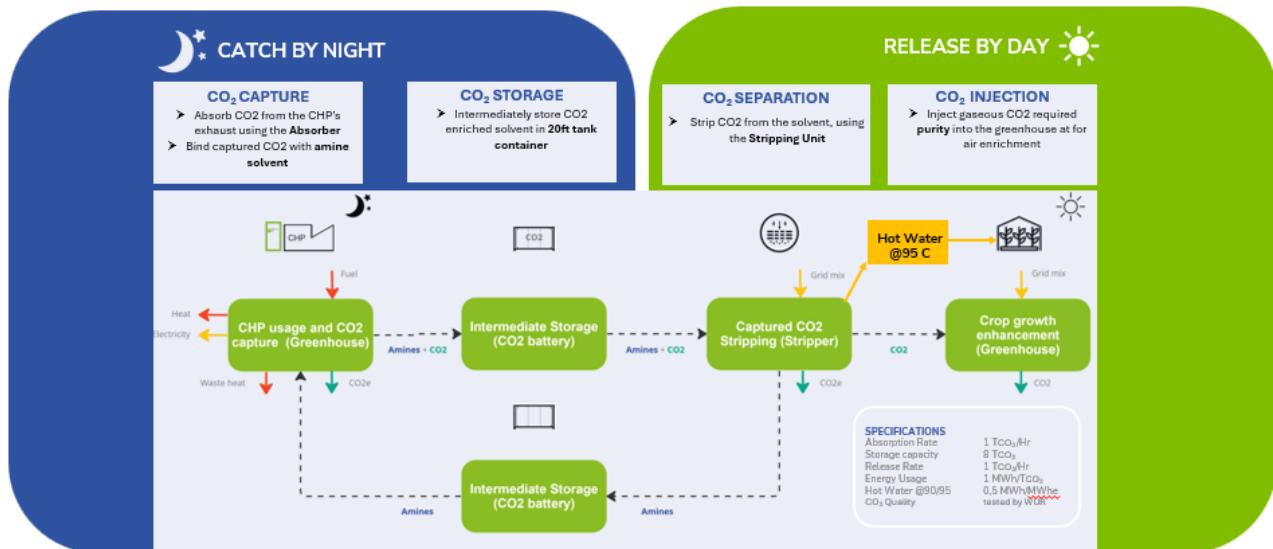 CATCH BY NIGHT
RELEASE BY DAY
CO₂ CAPTURE
➤ Absorb CO2 from the CHP's
exhaust using the Absorber
➤ Bind captured CO2 with amine
solvent
CO₂ STORAGE
➤ Intermediately store CO2
enriched solvent in 20ft tank
container
CO₂ SEPARATION
➤ Strip CO2 from the solvent, using
the Stripping Unit
CO₂ INJECTION
➤ Inject gaseous CO2 required
purity into the greenhouse at for
air enrichment
CHP
CO2
Hot Water
@95 C
Fuel
Grid mix
Grid mix
Heat
Electricity
CHP usage and CO2
capture (Greenhouse)
Amines + CO2
Intermediate Storage
(CO2 battery)
Amines + CO2
Captured CO2
Stripping (Stripper)
CO2
Crop growth
enhancement
(Greenhouse)
Waste heat
CO2e
CO2e
CO2
Intermediate Storage
(CO2 battery)
Amines
Amines
SPECIFICATIONS
Absorption Rate 1 TCO₂/Hr
Storage capacity 8 TCO₂
Release Rate 1 TCO₂/Hr
Energy Usage 1 MWh/TCO₂
Hot Water @90/95 0,5 MWh/MWhe
CO₂ Quality tested by WUR